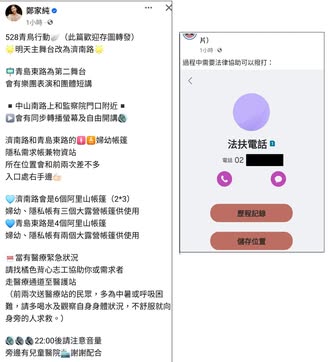 鄭家純
1小時
528青鳥行動🕊️（此篇歡迎存圖轉發）
🌟明天主舞台改為濟南路🌟
🪧青島東路為第二舞台
會有樂團表演和團體短講
▪️中山南路上和監察院門口附近▪️
▶️會有同步轉播螢幕及自由開講
濟南路和青島東路的🚺🚼婦幼帳篷
隱私需求帳兼物資站
所在位置會和前兩次差不多
入口處右手邊
🩵濟南路會是6個阿里山帳篷（2*3）
婦幼、隱私帳有三個大露營帳篷供使用
💙青島東路是4個阿里山帳篷
婦幼、隱私帳有兩個大露營帳篷供使用
當有醫療緊急狀況
請找橘色背心志工協助你或需求者
走醫療通道至醫護站
（前兩次送醫療站的民眾，多為中暑或呼吸困
難，請多喝水及觀察自身身體狀況，不舒服就向
身旁的人求救。）
22:00後請注意音量
旁邊有兒童醫院 謝謝配合
片）
1小時
過程中需要法律協助可以撥打：
法扶電話 1
電話 02
歷程記錄
儲存位置